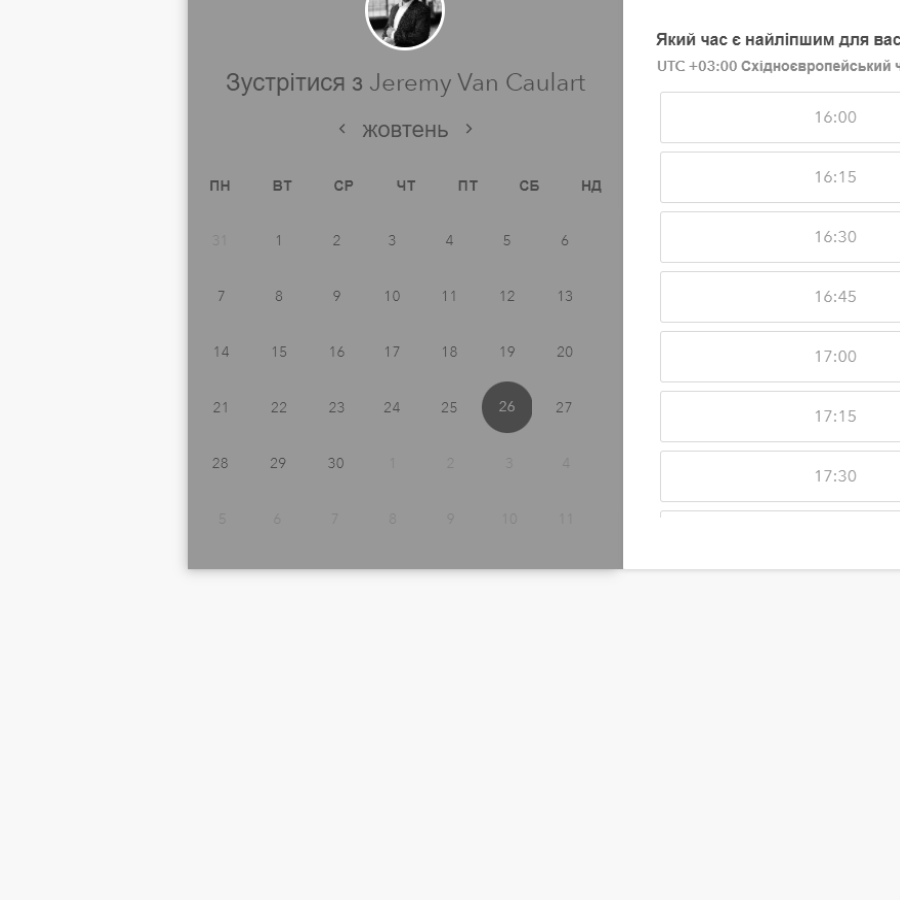 Зустрітися з Jeremy Van Caulart
‹ жовтень ›
ПН ВТ СР ЧТ ПТ СБ НД
31 1 2 3 4 5 6
7 8 9 10 11 12 13
14 15 16 17 18 19 20
21 22 23 24 25 26 27
28 29 30 1 2 3 4
5 6 7 8 9 10 11
Який час є найліпшим для вас
UTC +03:00 Східноєвропейський
16:00
16:15
16:30
16:45
17:00
17:15
17:30